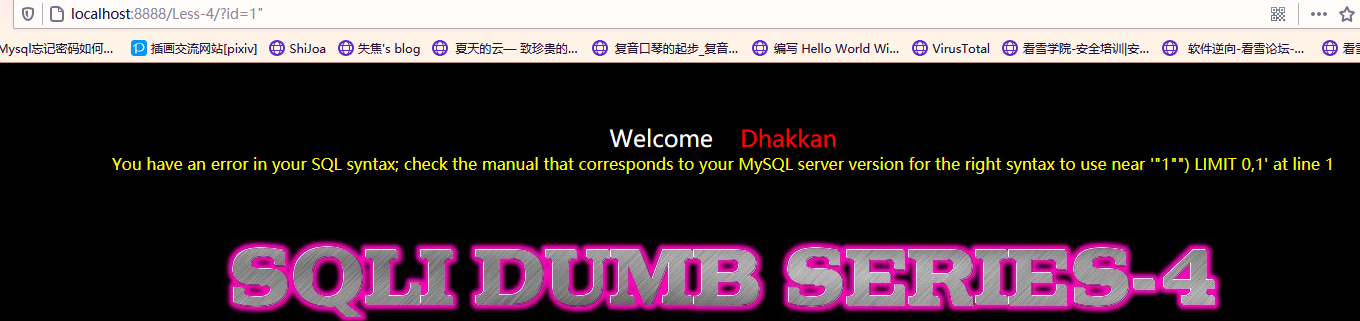 localhost:8888/Less-4/?id=1"
Mysql忘记密码如何... 插画交流网站[pixiv] ShiJoa 失焦's blog 夏天的云— 致珍贵的... 复音口琴的起步_复音... 编写 Hello World Wi... VirusTotal 看雪学院-安全培训|安... 软件逆向-看雪论坛-... 看雪
Welcome Dhakkan
You have an error in your SQL syntax; check the manual that corresponds to your MySQL server version for the right syntax to use near '"1"") LIMIT 0,1' at line 1
SQLI DUMB SERIES-4